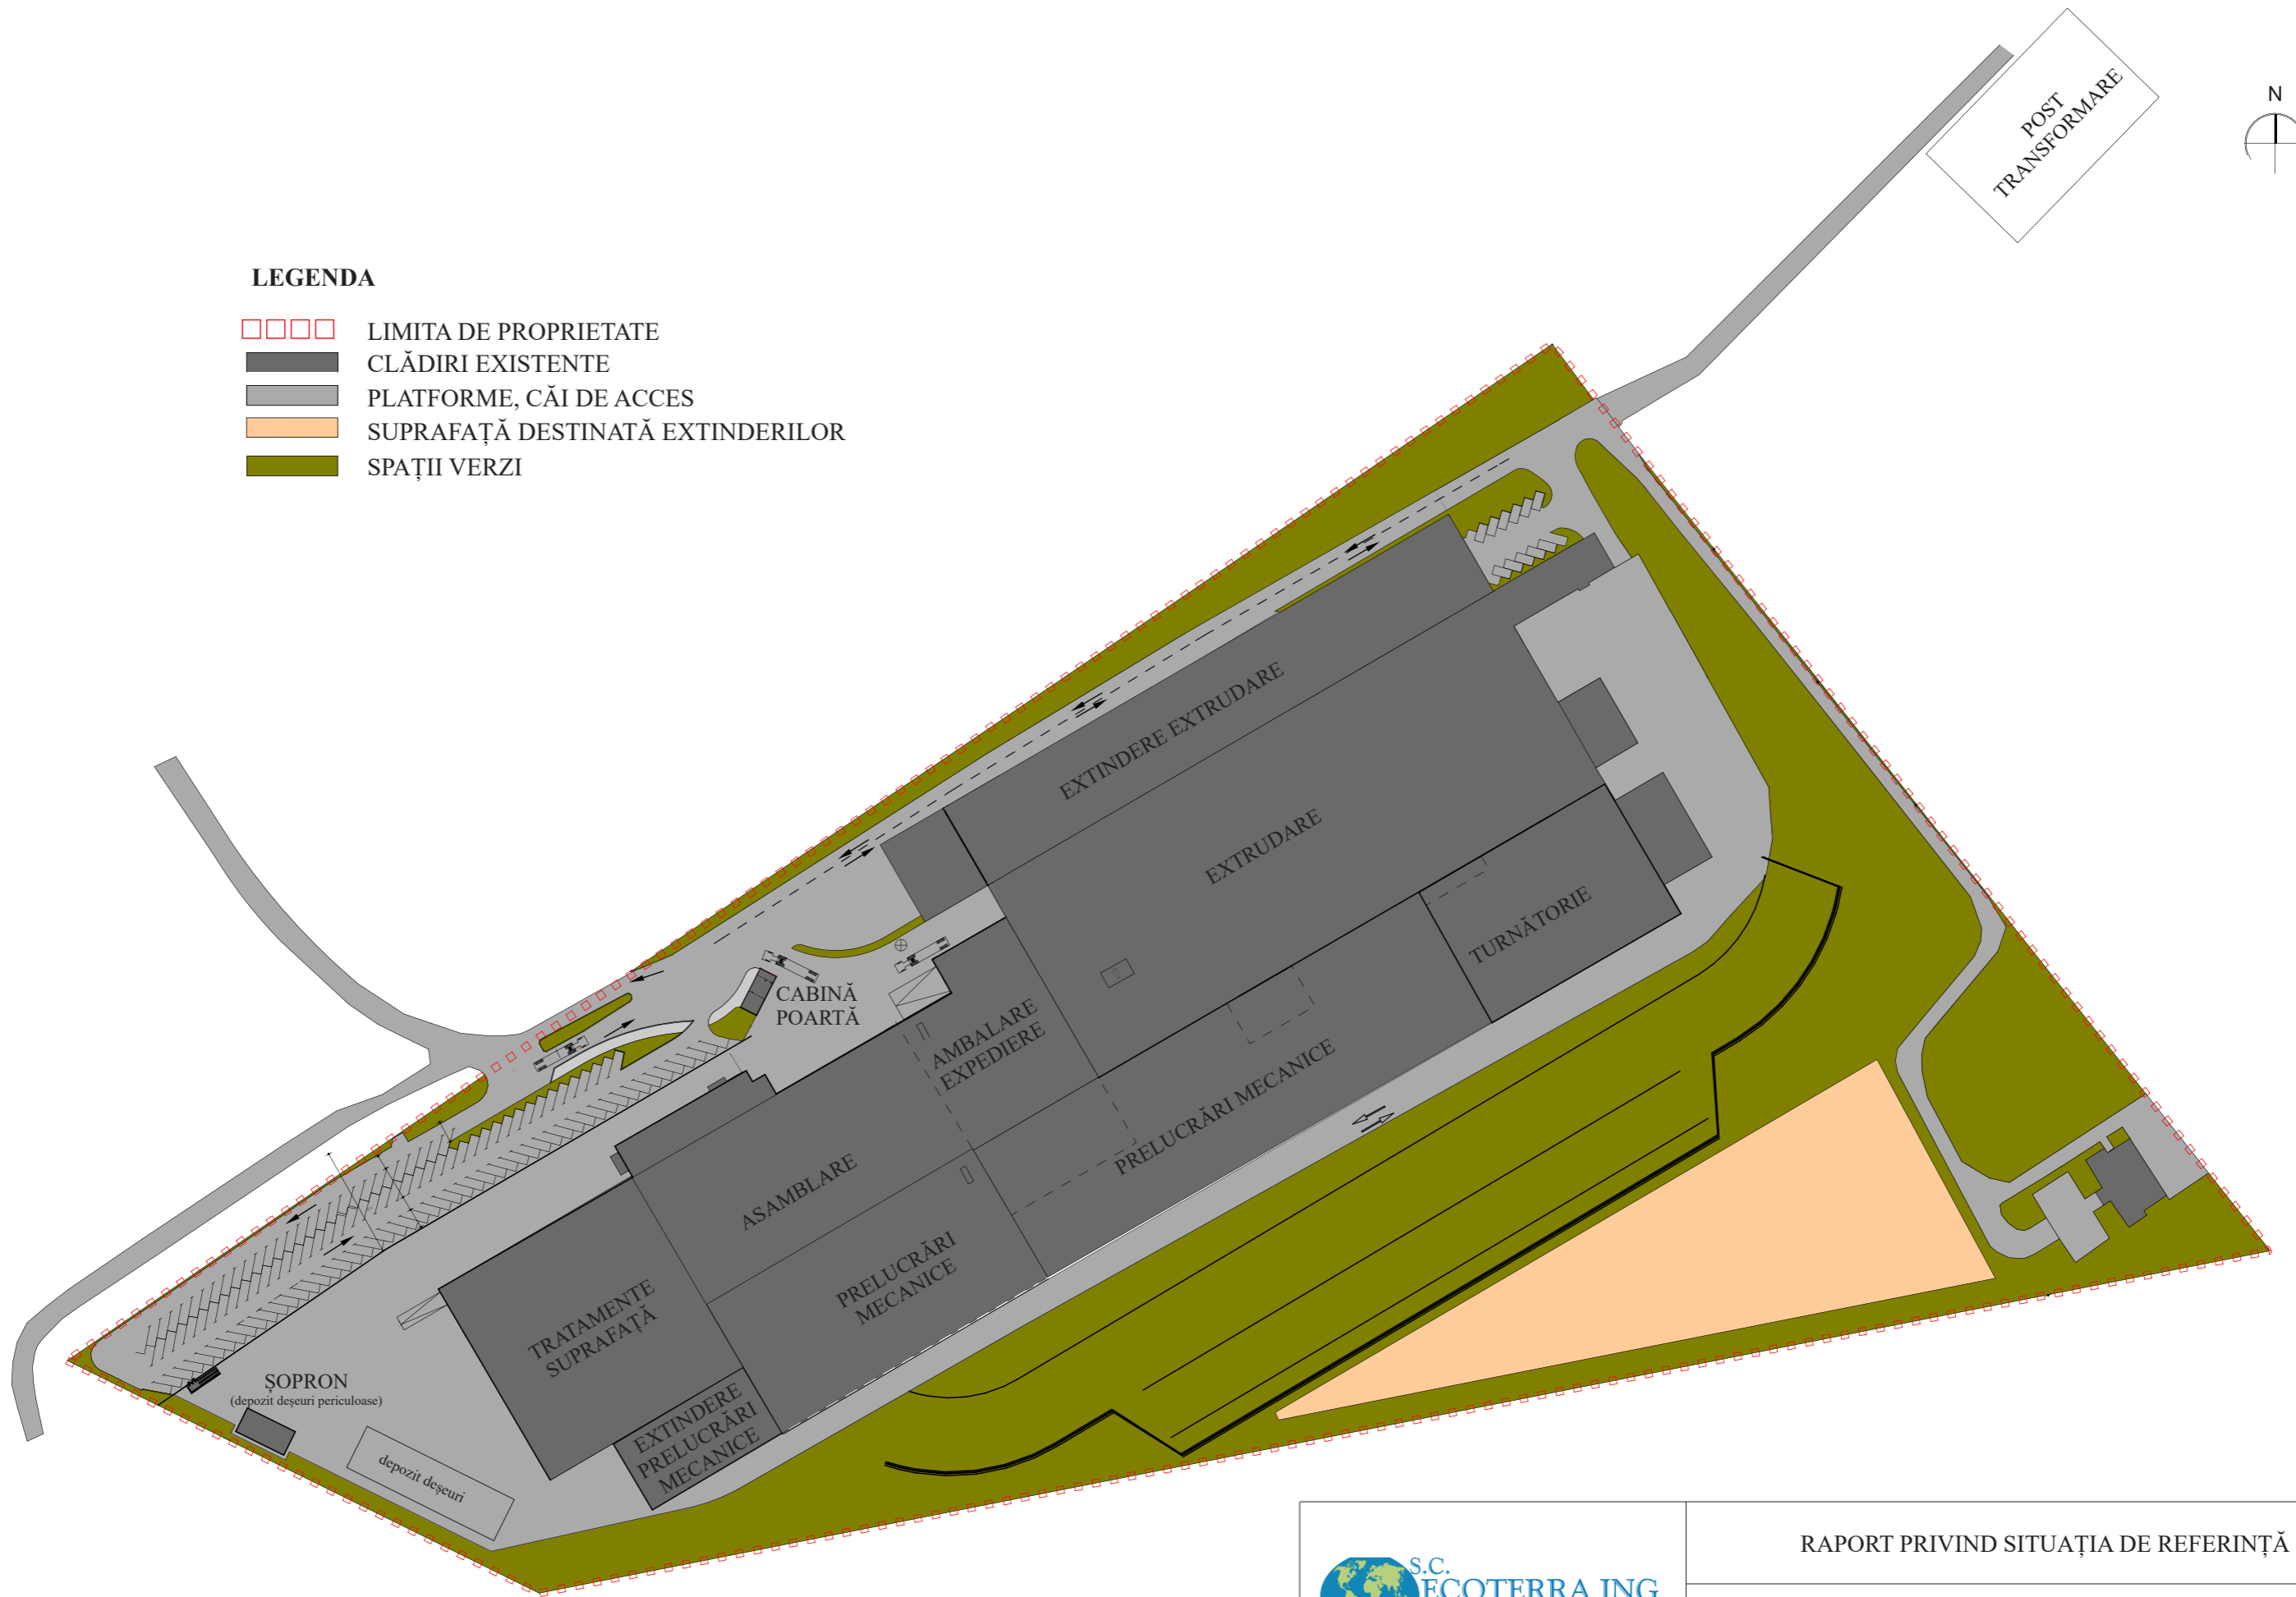 POST
TRANSFORMARE
N
LEGENDA
LIMITA DE PROPRIETATE
CLĂDIRI EXISTENTE
PLATFORME, CĂI DE ACCES
SUPRAFAȚĂ DESTINATĂ EXTINDERILOR
SPAȚII VERZI
EXTINDERE EXTRUDARE
EXTRUDARE
TURNĂTORIE
CABINĂ
POARTĂ
AMBALARE
EXPEDIERE
PRELUCRĂRI MECANICE
ASAMBLARE
PRELUCRĂRI
MECANICE
TRATAMENTE
SUPRAFAȚĂ
EXTINDERE
PRELUCRĂRI
MECANICE
ȘOPRON
(depozit deșeuri periculoase)
depozit deșeuri
S.C.
ECOTERRA ING
RAPORT PRIVIND SITUAȚIA DE REFERINȚĂ